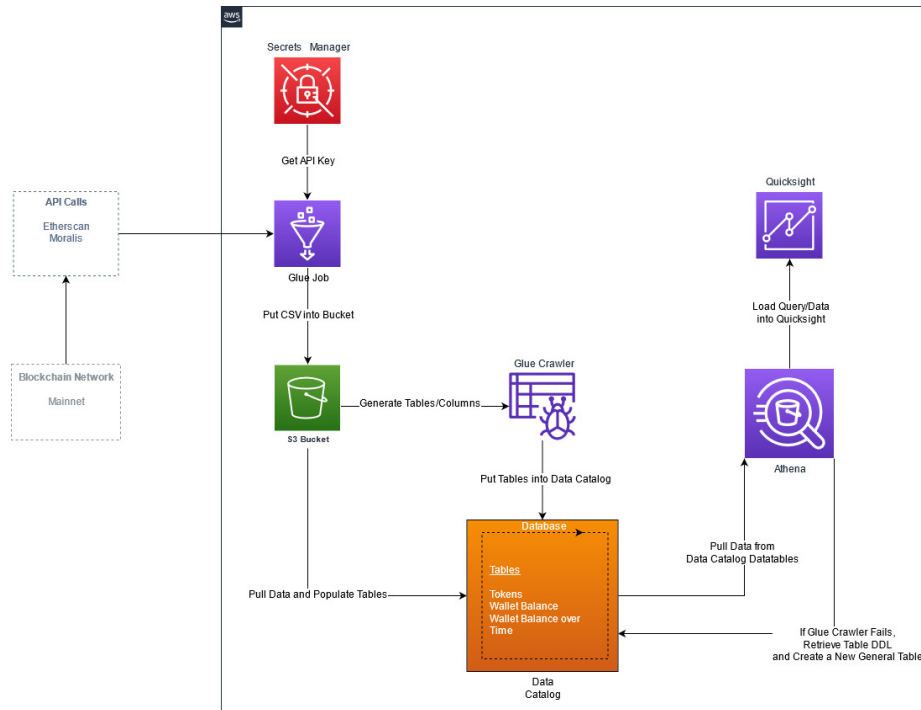 aws
Secrets Manager
Get API Key
API Calls
Etherscan
Moralis
Glue Job
Quicksight
Load Query/Data
into Quicksight
Put CSV into Bucket
Blockchain Network
Mainnet
Glue Crawler
Generate Tables/Columns
S3 Bucket
Athena
Put Tables into Data Catalog
Database
Tables
Tokens
Wallet Balance
Wallet Balance over
Time
Pull Data from
Data Catalog Datatables
Pull Data and Populate Tables
If Glue Crawler Fails,
Retrieve Table DDL
and Create a New General Table
Data
Catalog